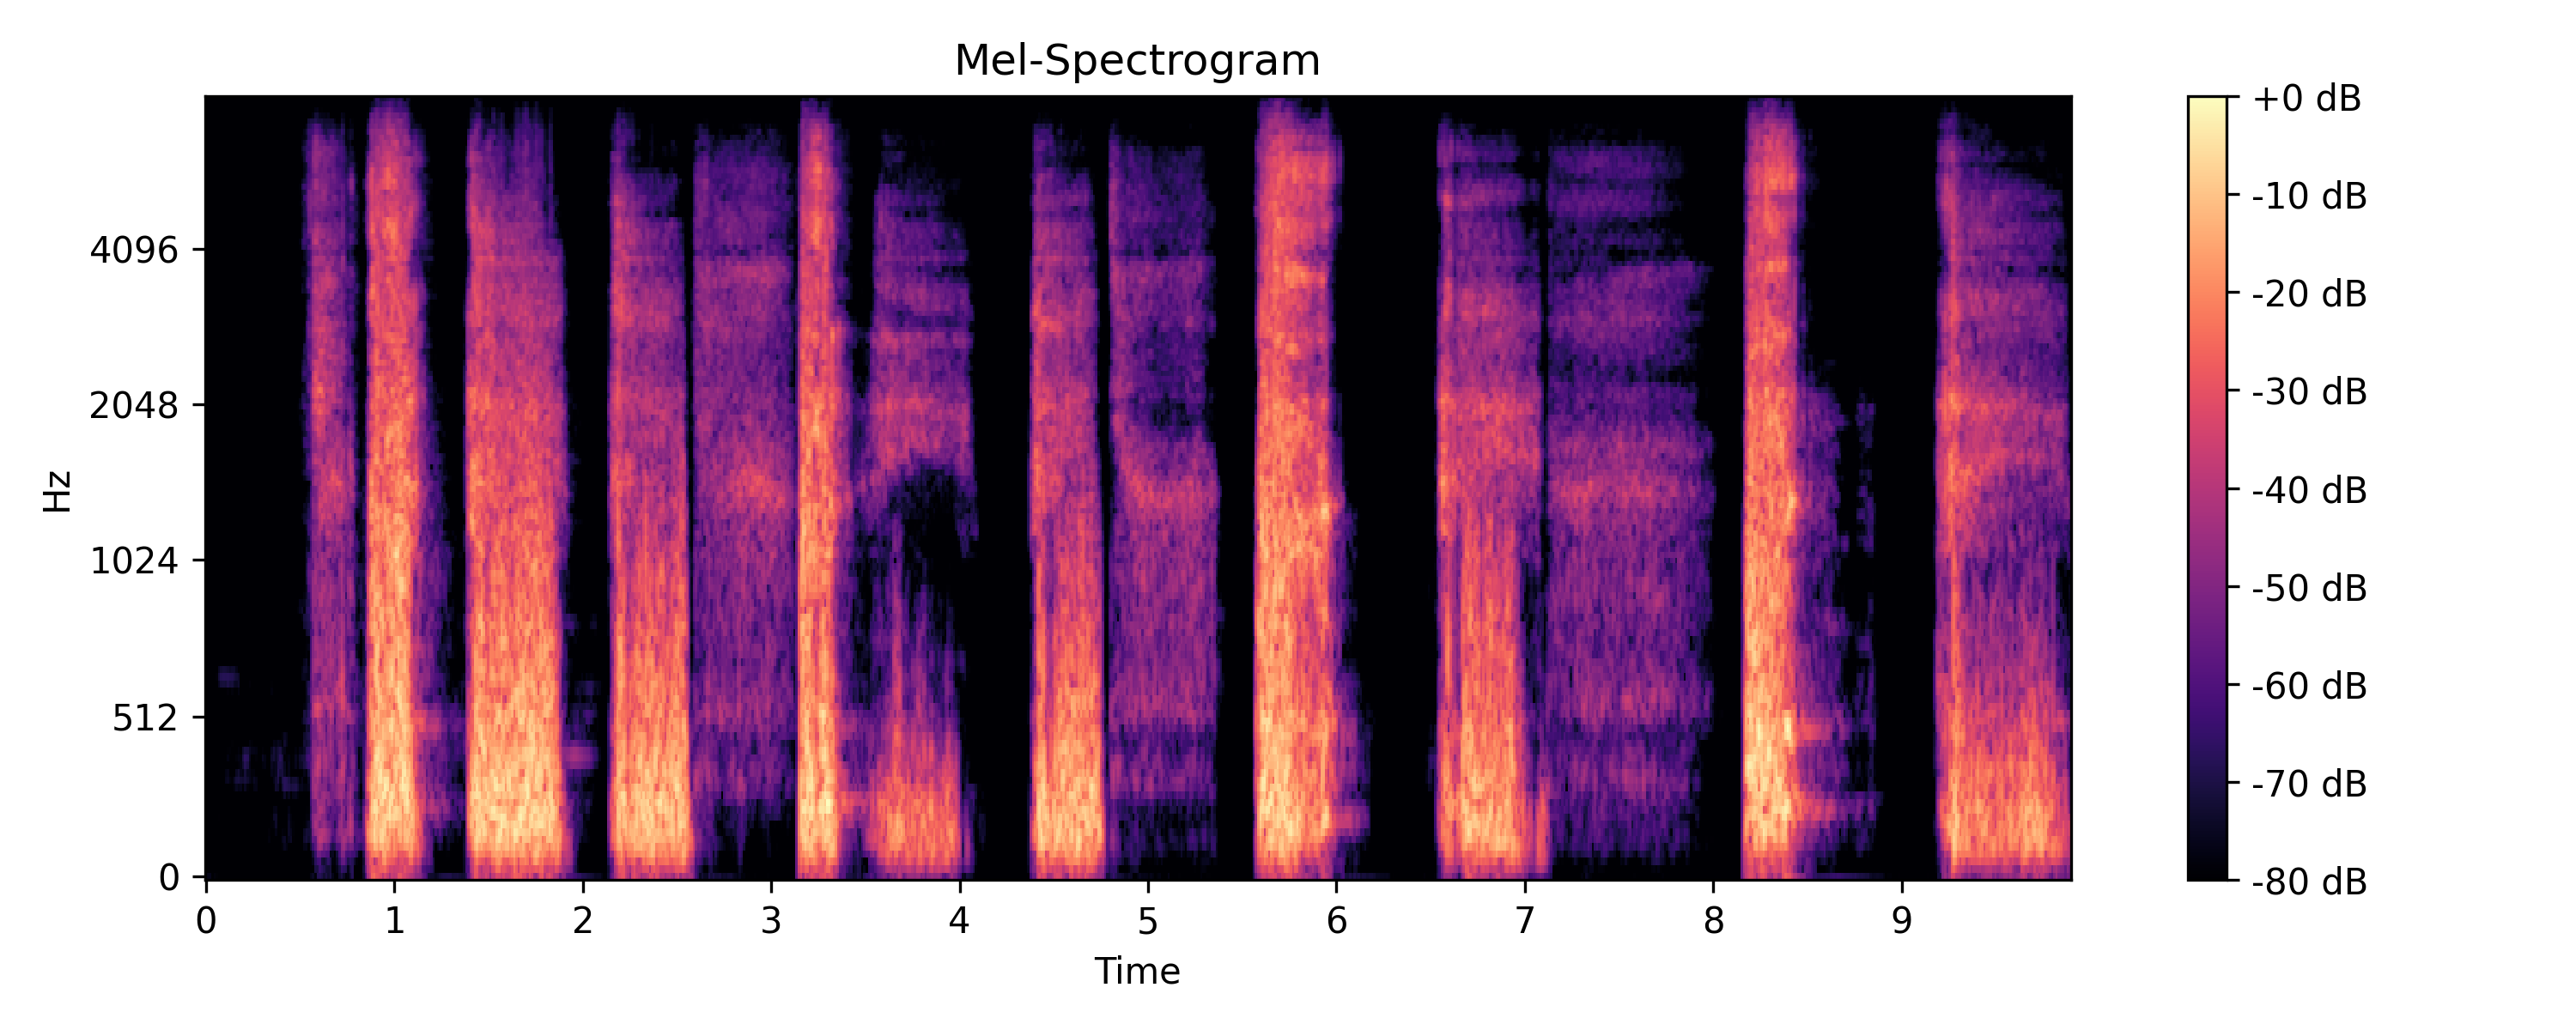 Mel-Spectrogram
+0 dB
4096
-10 dB
-20 dB
2048
-30 dB
Hz
-40 dB
1024
-50 dB
512
-60 dB
-70 dB
0
-80 dB
0 1 2 3 4 5 6 7 8 9
Time